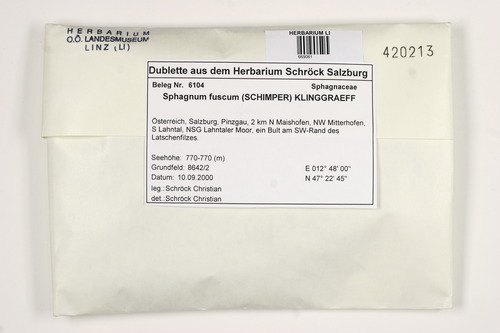 HERBARIUM
O.Ö. LANDESMUSEUM
LINZ (LI)
HERBARIUM LI
669061
420213
Dublette aus dem Herbarium Schröck Salzburg
Beleg Nr. 6104 Sphagnaceae
Sphagnum fuscum (SCHIMPER) KLINGGRAEFF
Österreich, Salzburg, Pinzgau, 2 km N Maishofen, NW Mitterhofen,
S Lahntal, NSG Lahntaler Moor, ein Bult am SW-Rand des
Latschenfilzes.
Seehöhe: 770-770 (m)
Grundfeld: 8642/2 E 012° 48' 00"
Datum: 10.09.2000 N 47° 22' 45"
leg.:Schröck Christian
det.:Schröck Christian